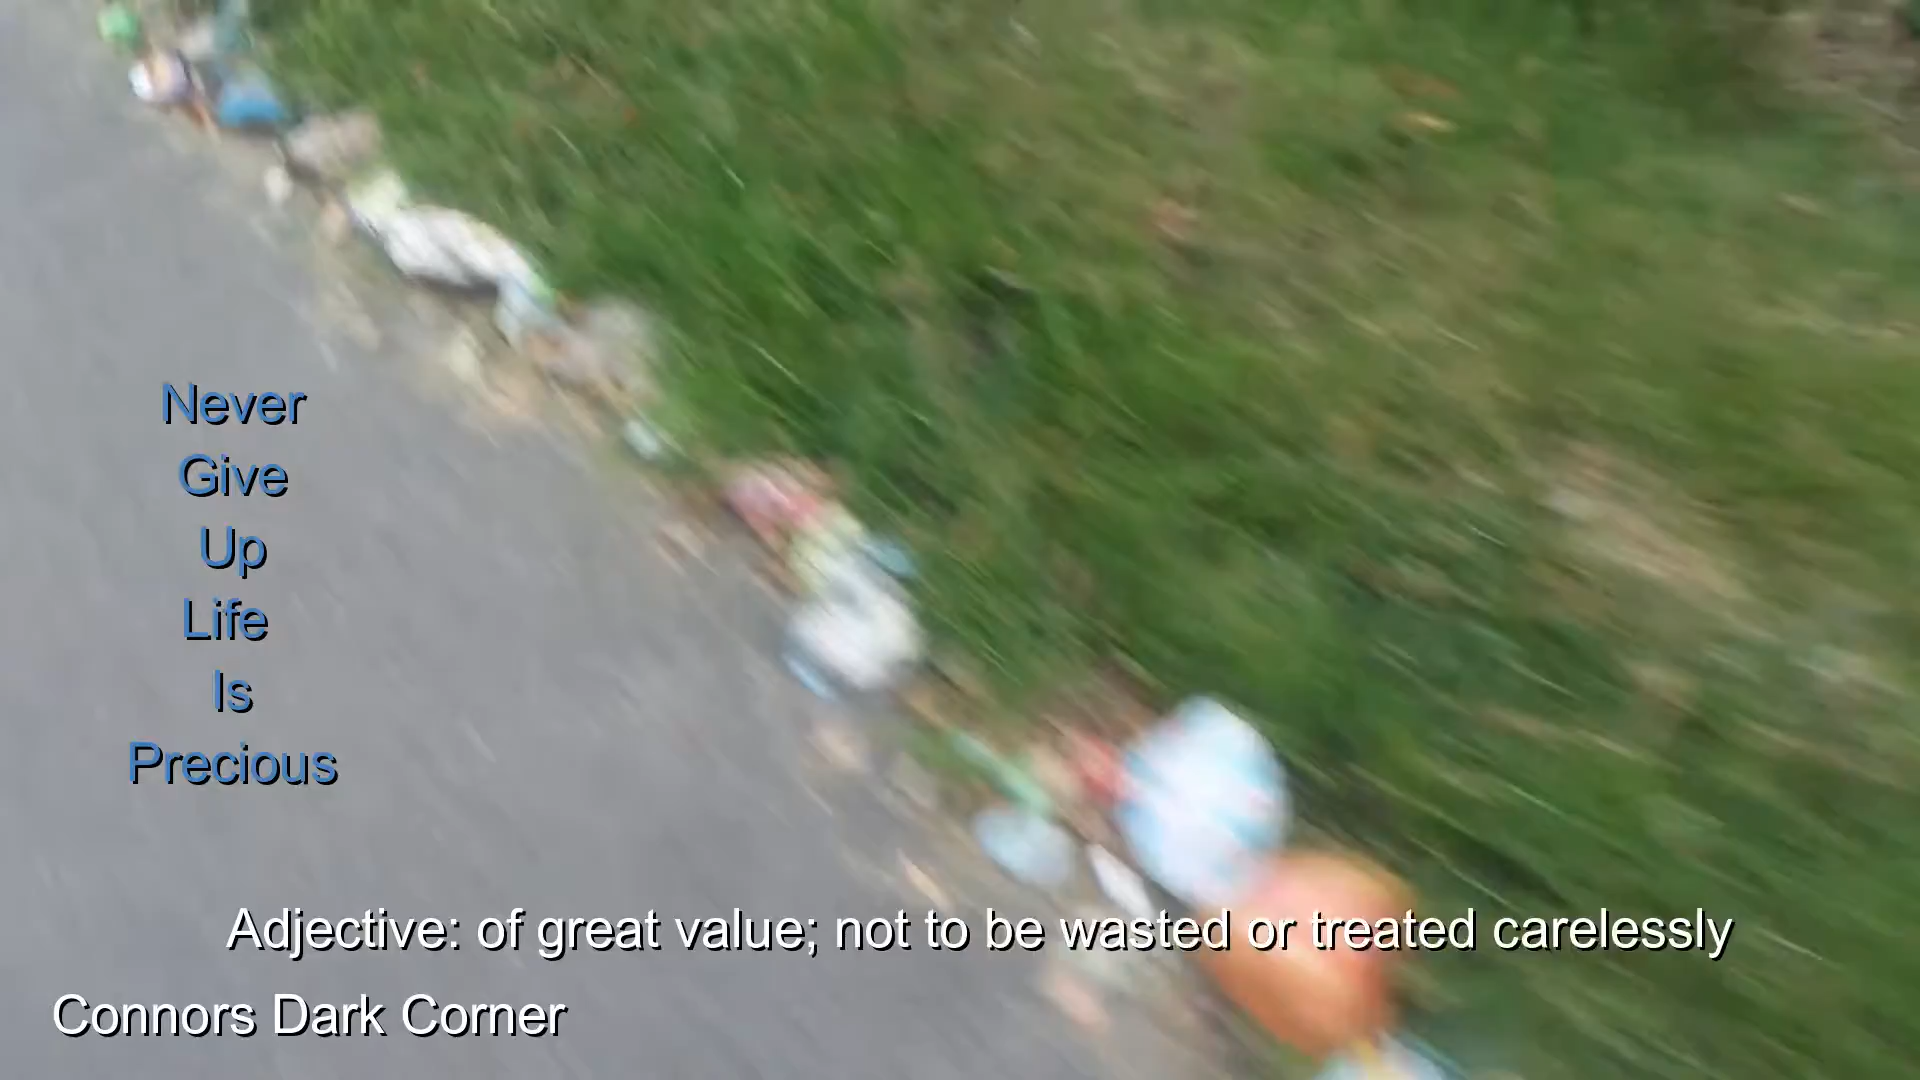 Never
Give
Up
Life
Is
Precious
Adjective: of great value; not to be wasted or treated carelessly
Connors Dark Corner